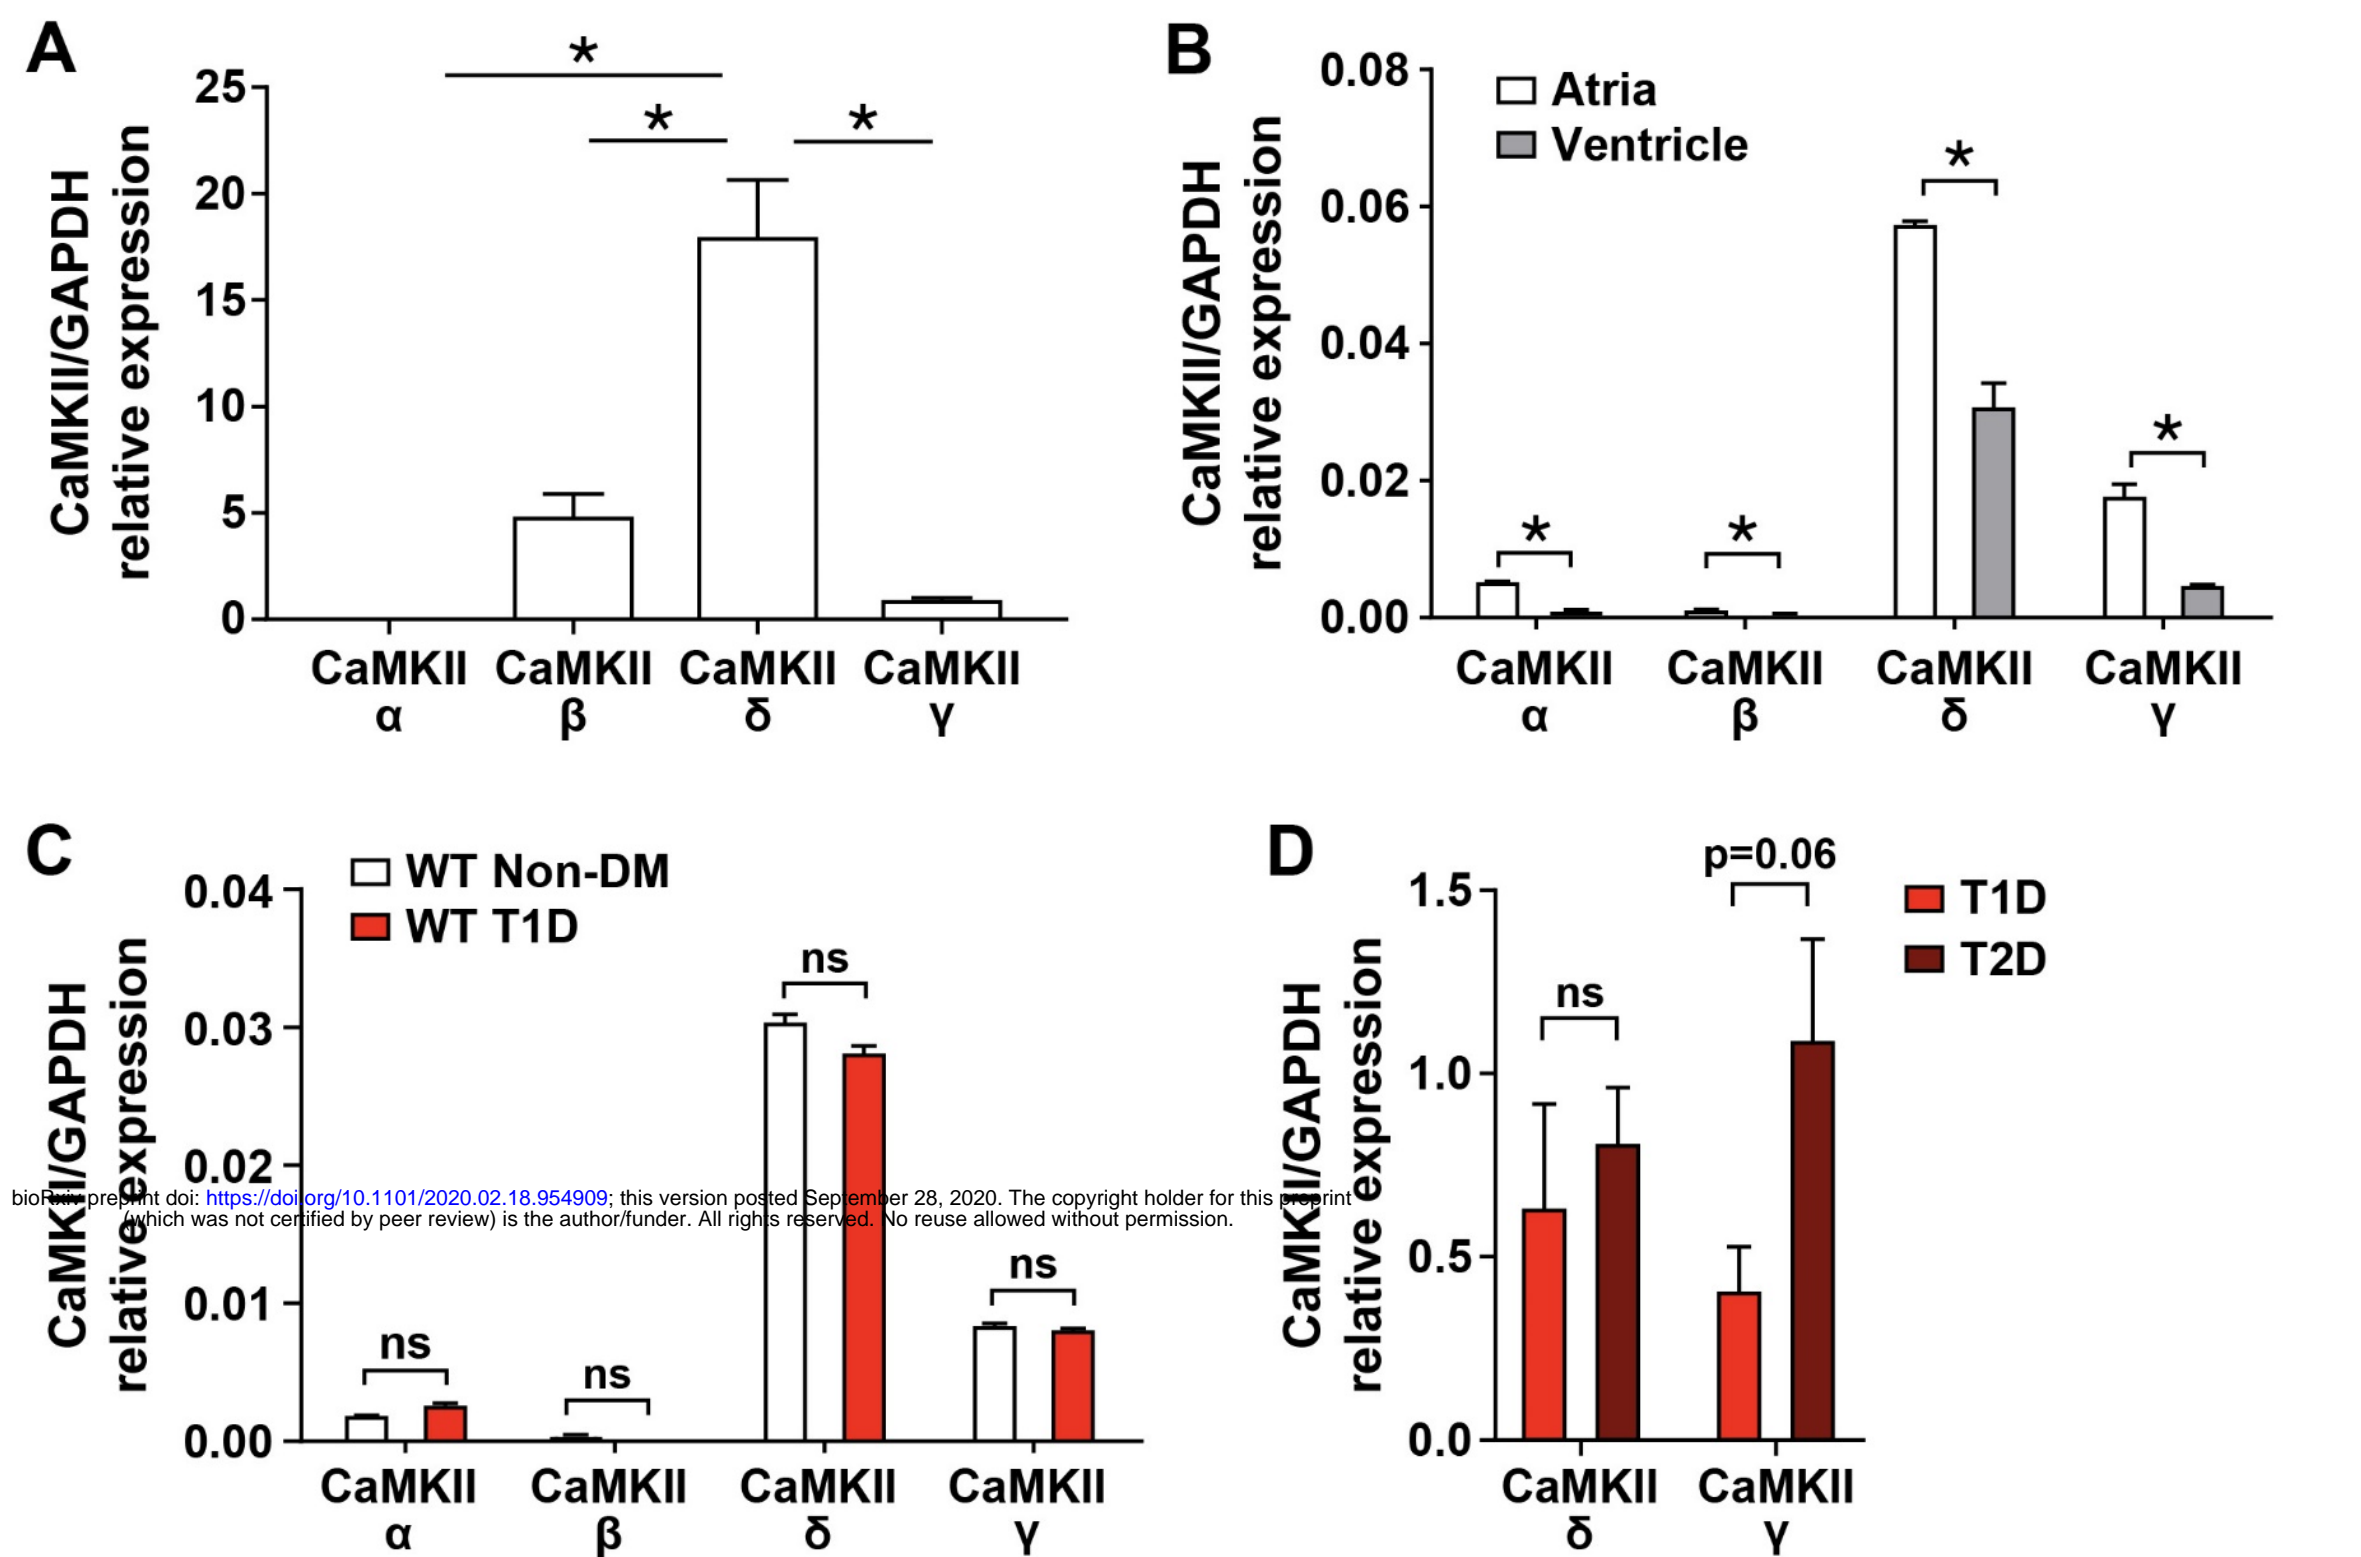 A
CaMKII/GAPDH
relative expression
25
20
15
10
5
0
*
*
*
CaMKII CaMKII CaMKII CaMKII
α β δ γ
B
CaMKII/GAPDH
relative expression
0.08
0.06
0.04
0.02
0.00
Atria
Ventricle
*
*
*
*
CaMKII CaMKII CaMKII CaMKII
α β δ γ
C
CaMKII/GAPDH
relative expression
0.04
0.03
0.02
0.01
0.00
WT Non-DM
WT T1D
ns
ns
ns
ns
CaMKII CaMKII CaMKII CaMKII
α β δ γ
D
CaMKII/GAPDH
relative expression
1.5
1.0
0.5
0.0
p=0.06
ns
T1D
T2D
CaMKII CaMKII
δ γ
bioRxiv preprint doi: https://doi.org/10.1101/2020.02.18.954909; this version posted September 28, 2020. The copyright holder for this preprint
(which was not certified by peer review) is the author/funder. All rights reserved. No reuse allowed without permission.